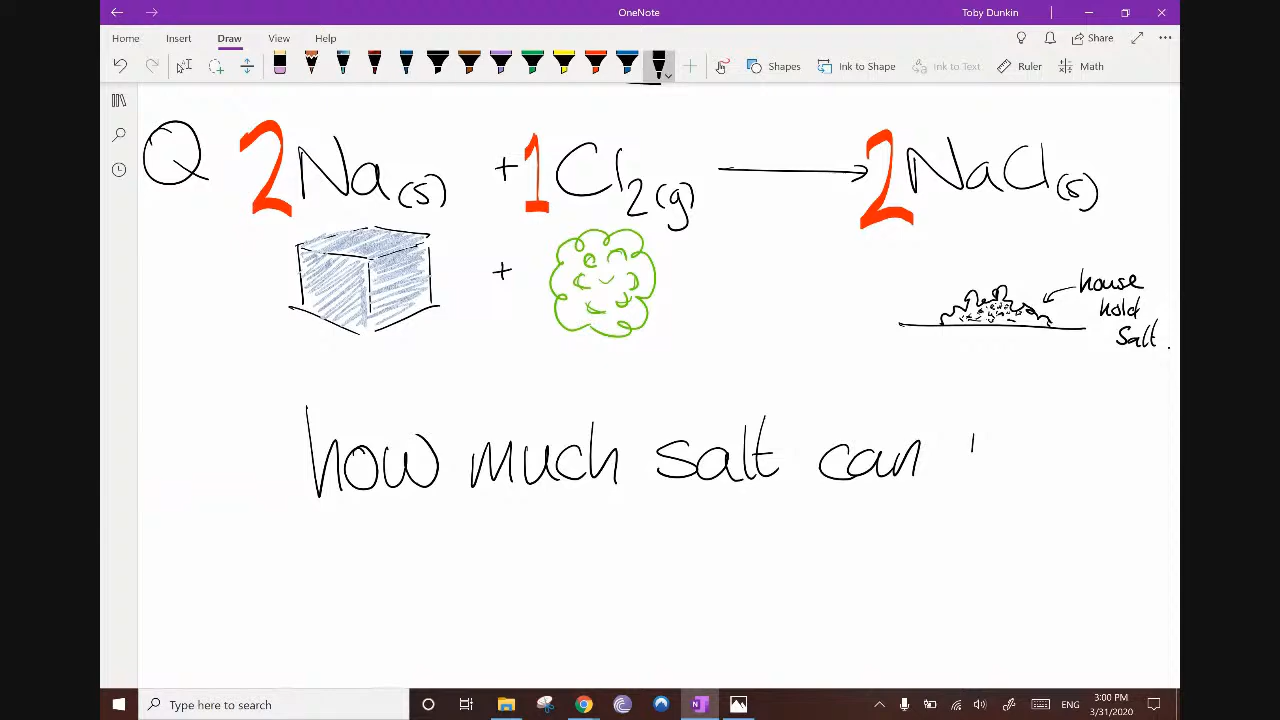 OneNote
Toby Dunkin
Home Insert Draw View Help
Share
Shapes Ink to Shape Ink to Text Ruler Math
Q 2Na(s) +1Cl2(g) → 2NaCl(s)
+
house
hold
Salt.
how much salt can
Type here to search
ENG
3:00 PM
3/31/2020